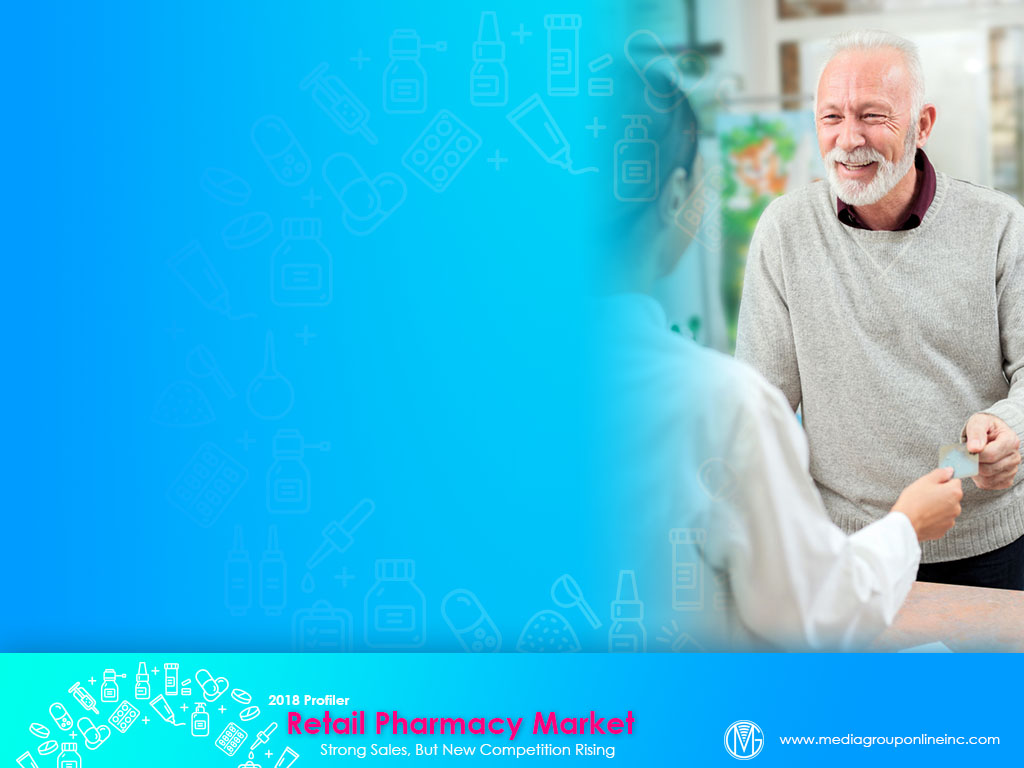 2018 Profiler
Retail Pharmacy Market
Strong Sales, But New Competition Rising
www.mediagrouponlineinc.com